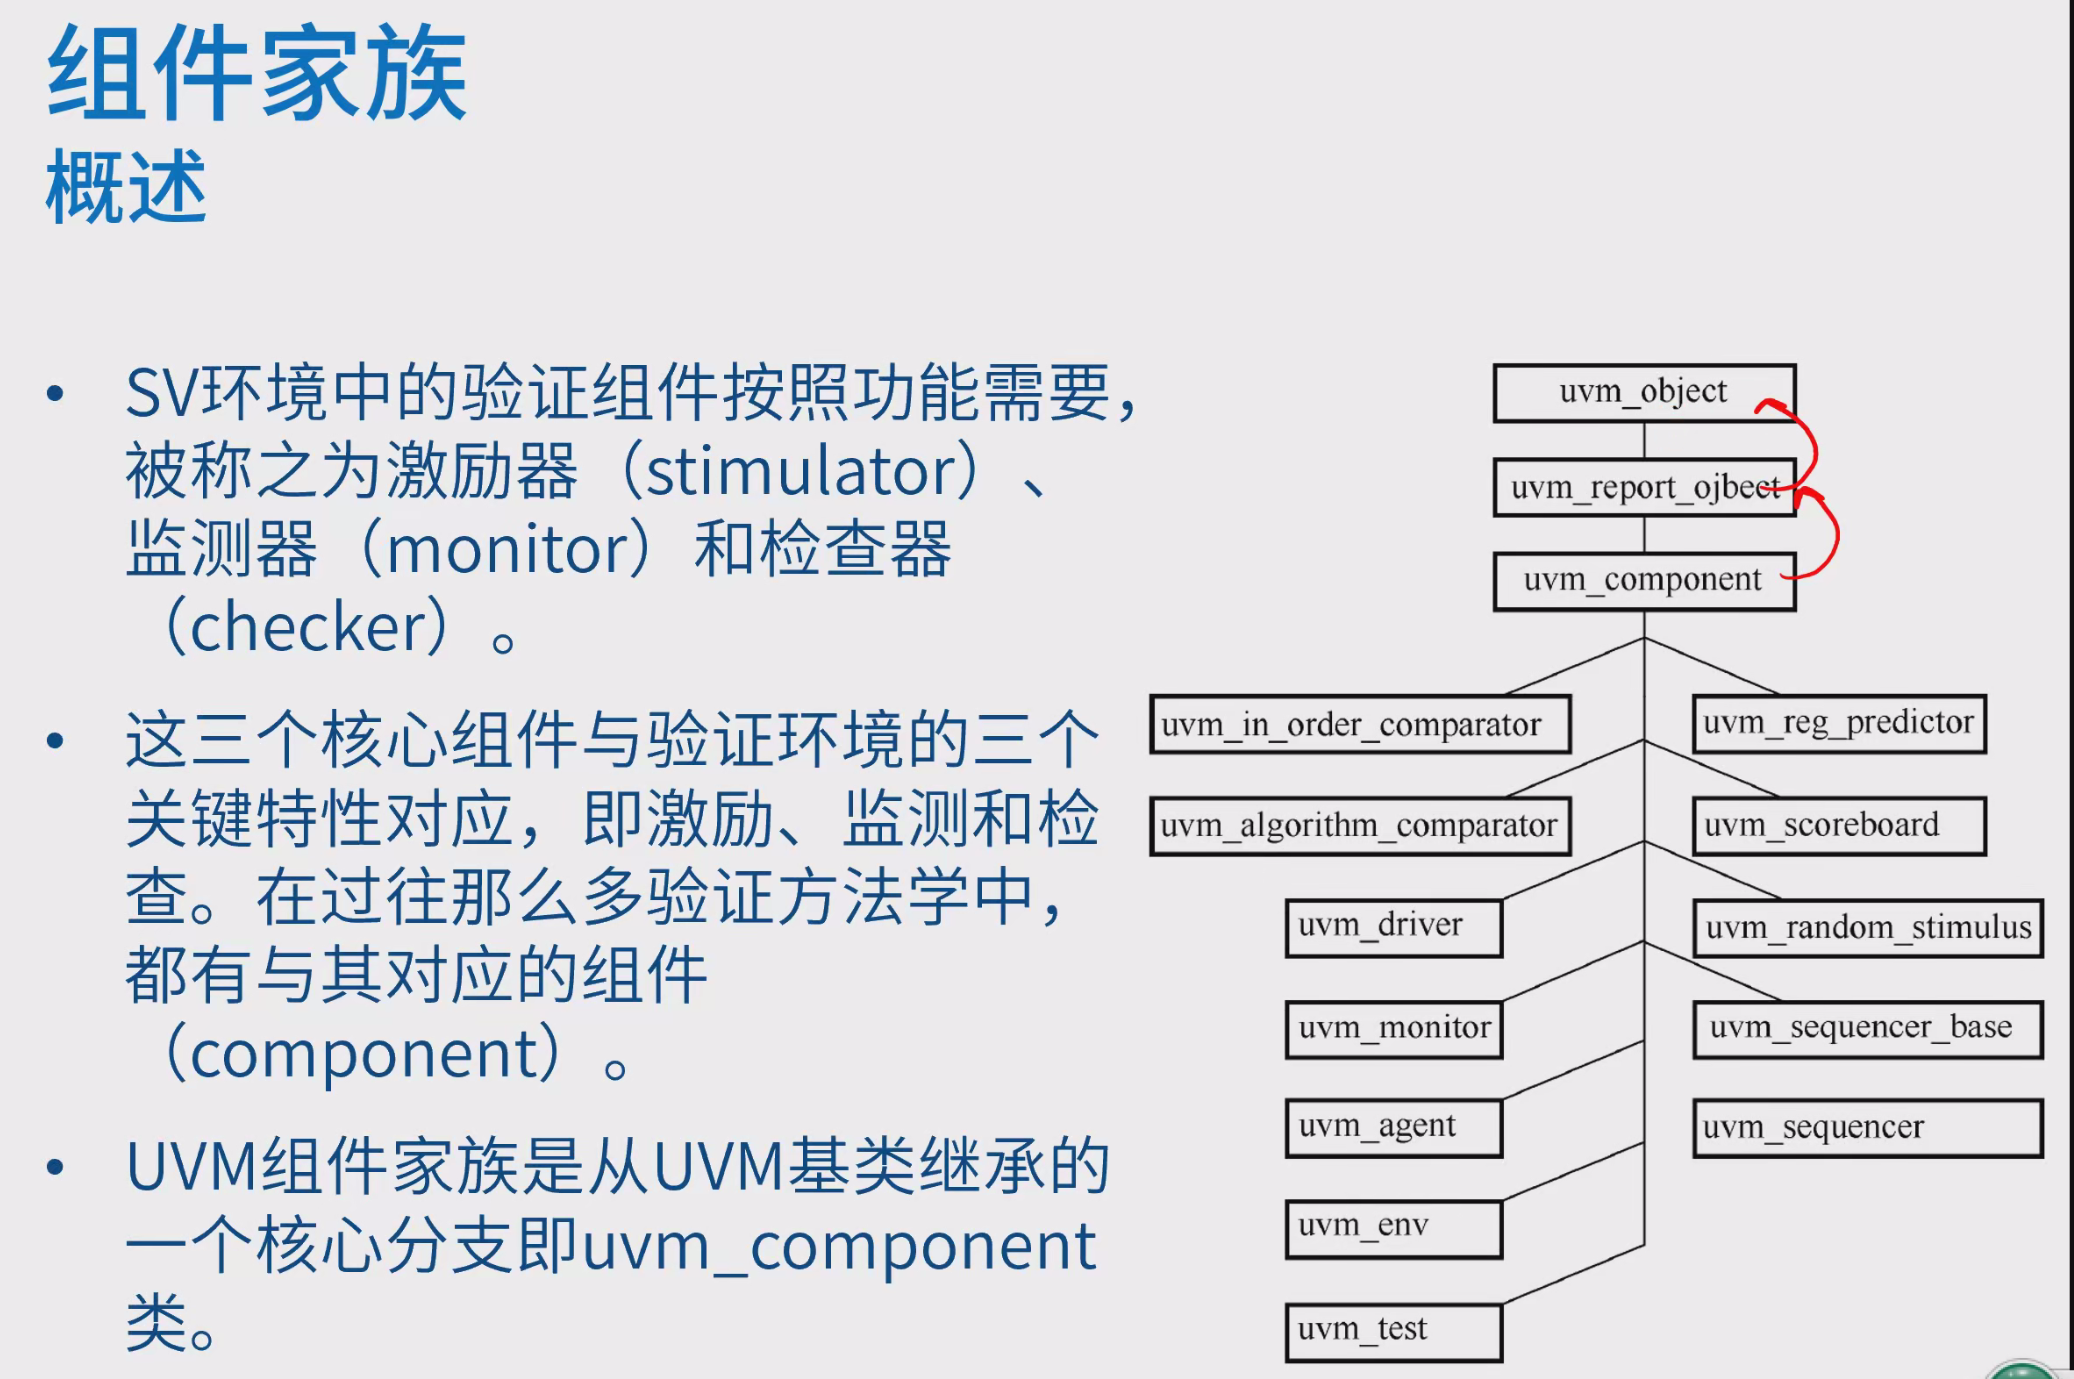 组件家族
概述
• SV环境中的验证组件按照功能需要，
被称之为激励器（stimulator）、
监测器（monitor）和检查器
（checker）。
• 这三个核心组件与验证环境的三个
关键特性对应，即激励、监测和检
查。在过往那么多验证方法学中，
都有与其对应的组件
（component）。
• UVM组件家族是从UVM基类继承的
一个核心分支即uvm_component
类。
uvm_object
uvm_report_ojbect
uvm_component
uvm_in_order_comparator
uvm_reg_predictor
uvm_algorithm_comparator
uvm_scoreboard
uvm_driver
uvm_random_stimulus
uvm_monitor
uvm_sequencer_base
uvm_agent
uvm_sequencer
uvm_env
uvm_test